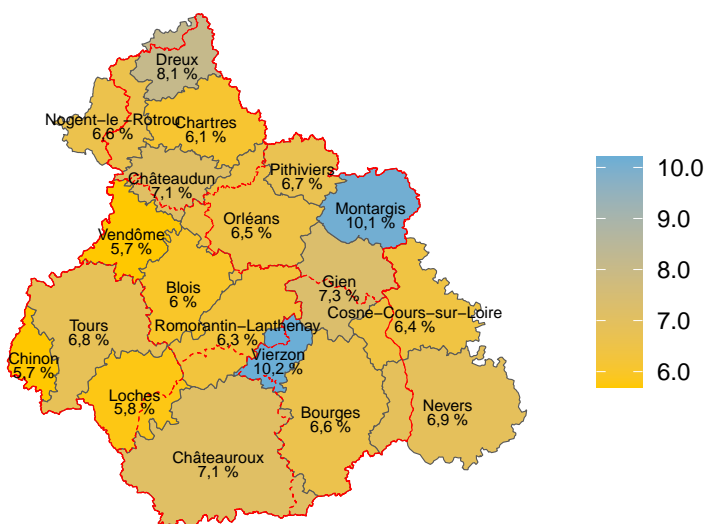 Dreux
8,1 %
Nogent-le -Rotrou
6,6 %
Chartres
6,1 %
Châteaudun
7,1 %
Pithiviers
6,7 %
Montargis
10,1 %
Orléans
6,5 %
Vendôme
5,7 %
Blois
6 %
Gien
7,3 %
Cosne-Cours-sur-Loire
6,4 %
Tours
6,8 %
Romorantin-Lanthenay
6,3 %
Vierzon
10,2 %
Chinon
5,7 %
Loches
5,8 %
Bourges
6,6 %
Nevers
6,9 %
Châteauroux
7,1 %
10.0
9.0
8.0
7.0
6.0